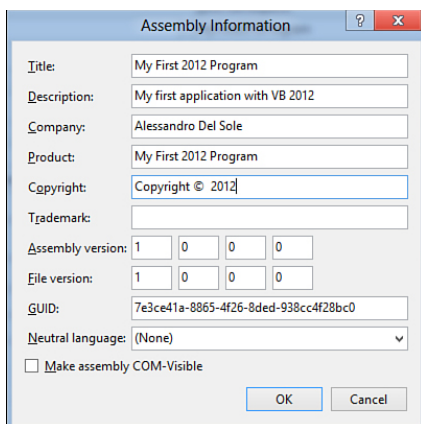 Assembly Information
? x
Title: My First 2012 Program
Description: My first application with VB 2012
Company: Alessandro Del Sole
Product: My First 2012 Program
Copyright: Copyright © 2012
Trademark:
Assembly version: 1 0 0 0
File version: 1 0 0 0
GUID: 7e3ce41a-8865-4f26-8ded-938cc4f28bc0
Neutral language: (None)
Make assembly COM-Visible
OK Cancel